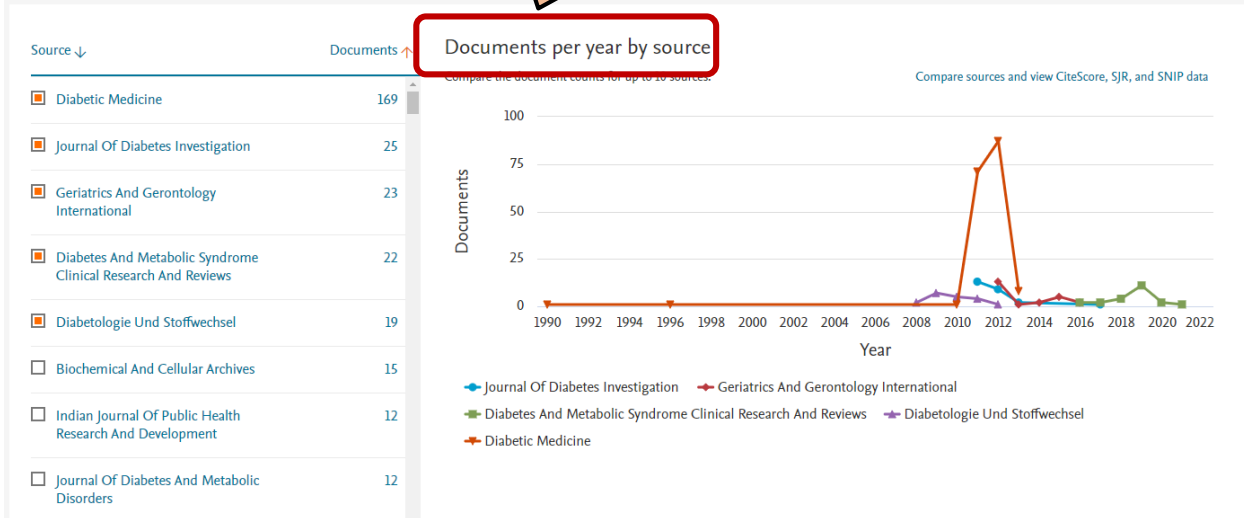 Source ↓ Documents ↑
Diabetic Medicine 169
Journal Of Diabetes Investigation 25
Geriatrics And Gerontology
International 23
Diabetes And Metabolic Syndrome
Clinical Research And Reviews 22
Diabetologie Und Stoffwechsel 19
Biochemical And Cellular Archives 15
Indian Journal Of Public Health
Research And Development 12
Journal Of Diabetes And Metabolic
Disorders 12
Documents per year by source
Compare the document counts for up to 10 sources.
Compare sources and view CiteScore, SJR, and SNIP data
100
75
50
25
0
Documents
1990 1992 1994 1996 1998 2000 2002 2004 2006 2008 2010 2012 2014 2016 2018 2020 2022
Year
Journal Of Diabetes Investigation Geriatrics And Gerontology International
Diabetes And Metabolic Syndrome Clinical Research And Reviews Diabetologie Und Stoffwechsel
Diabetic Medicine